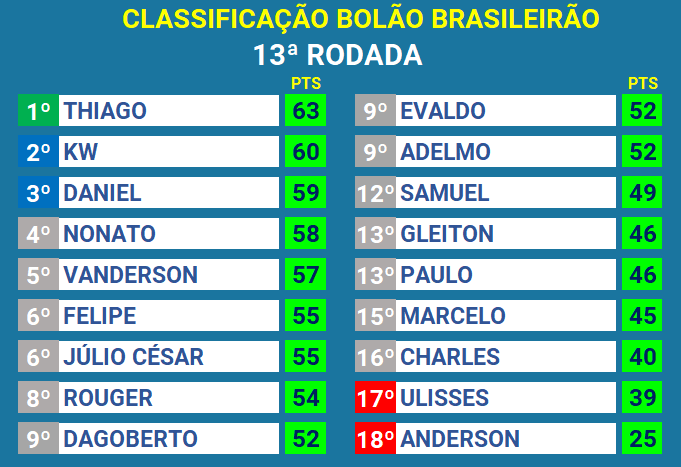 CLASSIFICAÇÃO BOLÃO BRASILEIRÃO
13ª RODADA
PTS
1º THIAGO 63
2º KW 60
3º DANIEL 59
4º NONATO 58
5º VANDERSON 57
6º FELIPE 55
6º JÚLIO CÉSAR 55
8º ROUGER 54
9º DAGOBERTO 52
PTS
9º EVALDO 52
9º ADELMO 52
12º SAMUEL 49
13º GLEITON 46
13º PAULO 46
15º MARCELO 45
16º CHARLES 40
17º ULISSES 39
18º ANDERSON 25